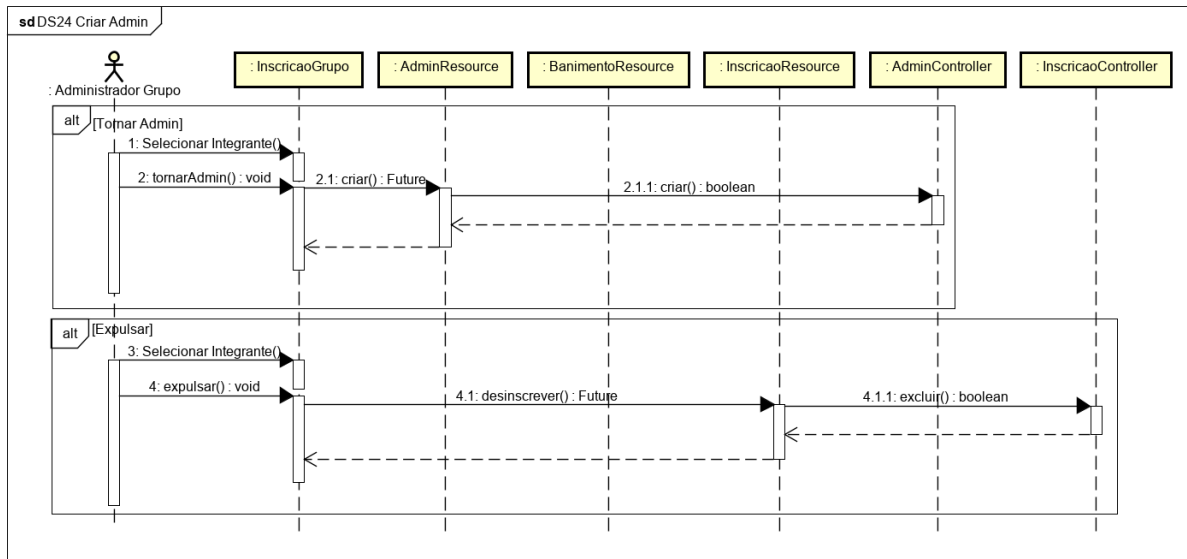 sd DS24 Criar Admin
: Administrador Grupo
: InscricaoGrupo
: AdminResource
: BanimentoResource
: InscricaoResource
: AdminController
: InscricaoController
alt
[Tornar Admin]
1: Selecionar Integrante()
2: tornarAdmin() : void
2.1: criar() : Future
2.1.1: criar() : boolean
alt
[Expulsar]
3: Selecionar Integrante()
4: expulsar() : void
4.1: desinscrever() : Future
4.1.1: excluir() : boolean